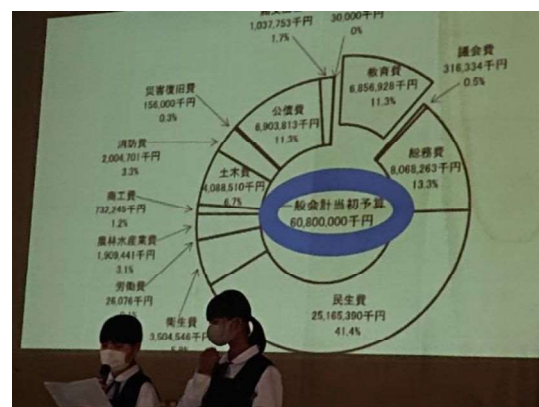 1,037,753千円
1.7%
30,000千円
0%
教育費
6,856,928千円
11.3%
議会費
316,334千円
0.5%
総務費
8,068,263千円
13.3%
一般会計当初予算
60,800,000千円
民生費
25,165,390千円
41.4%
衛生費
3,504,546千円
労働費
26,076千円
農林水産業費
1,909,441千円
3.1%
商工費
732,245千円
1.2%
土木費
4,088,510千円
6.7%
消防費
2,004,701千円
3.3%
災害復旧費
156,000千円
0.3%
公債費
6,903,813千円
11.3%